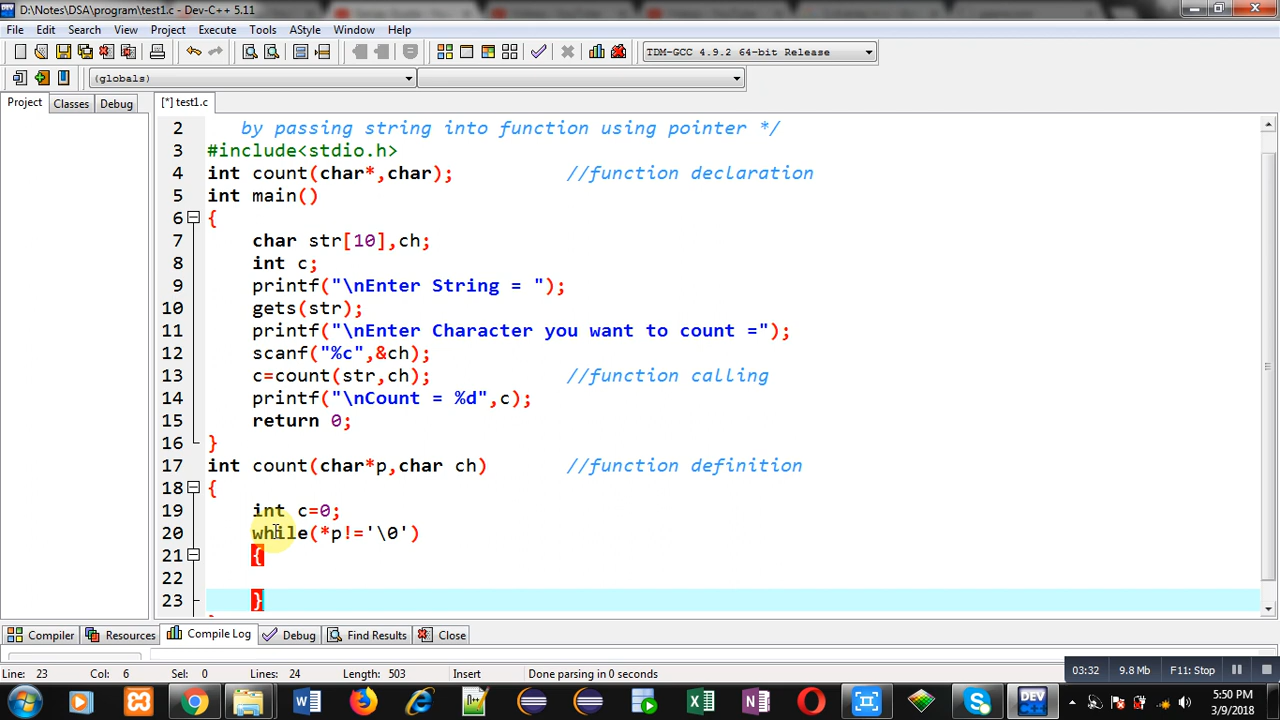 D:\Notes\DSA\program\test1.c - Dev-C++ 5.11
File Edit Search View Project Execute Tools AStyle Window Help
TDM-GCC 4.9.2 64-bit Release
(globals)
Project Classes Debug [*] test1.c
2 by passing string into function using pointer */
3 #include<stdio.h>
4 int count(char*,char); //function declaration
5 int main()
6 {
7 char str[10],ch;
8 int c;
9 printf("\nEnter String = ");
10 gets(str);
11 printf("\nEnter Character you want to count =");
12 scanf("%c",&ch);
13 c=count(str,ch); //function calling
14 printf("\nCount = %d",c);
15 return 0;
16 }
17 int count(char*p,char ch) //function definition
18 {
19 int c=0;
20 while(*p!='\0')
21 {
22
23 }
Compiler Resources Compile Log Debug Find Results Close
Line: 23 Col: 6 Sel: 0 Lines: 24 Length: 503 Insert Done parsing in 0 seconds
03:32 9.8 Mb F11: Stop
5:50 PM
3/9/2018